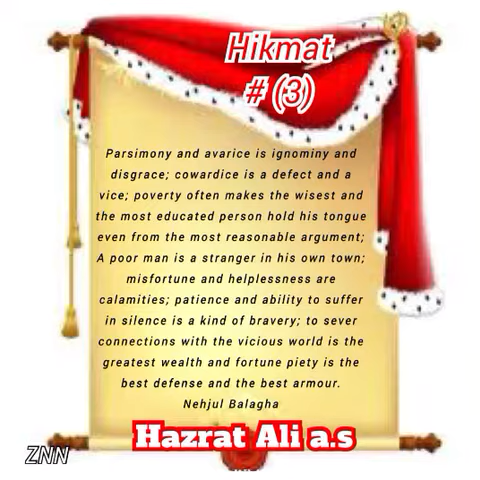 Hikmat
# (3)
Parsimony and avarice is ignominy and
disgrace; cowardice is a defect and a
vice; poverty often makes the wisest and
the most educated person hold his tongue
even from the most reasonable argument;
A poor man is a stranger in his own town;
misfortune and helplessness are
calamities; patience and ability to suffer
in silence is a kind of bravery; to sever
connections with the vicious world is the
greatest wealth and fortune piety is the
best defense and the best armour.
Nehjul Balagha
Hazrat Ali a.s
ZNN